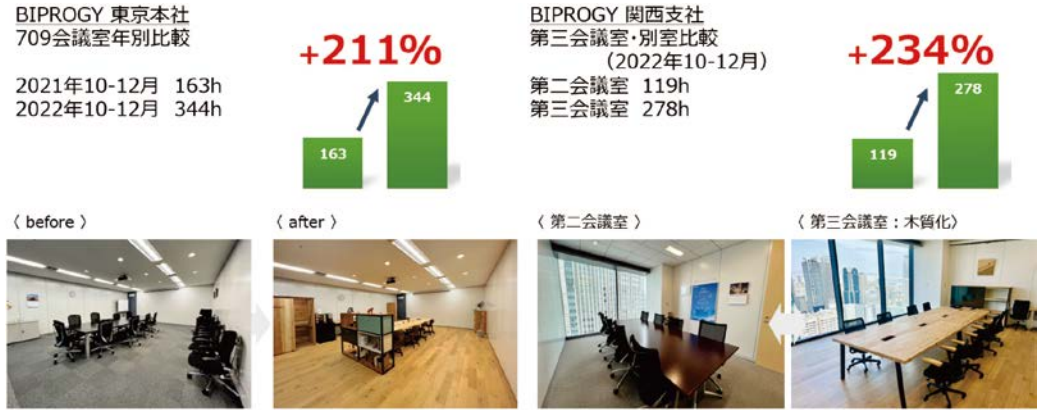 BIPROGY 東京本社
709会議室年別比較
2021年10-12月 163h
2022年10-12月 344h
+211%
163
344
BIPROGY 関西支社
第三会議室・別室比較
（2022年10-12月）
第二会議室 119h
第三会議室 278h
+234%
119
278
〈 before 〉
〈 after 〉
〈 第二会議室 〉
〈 第三会議室：木質化〉